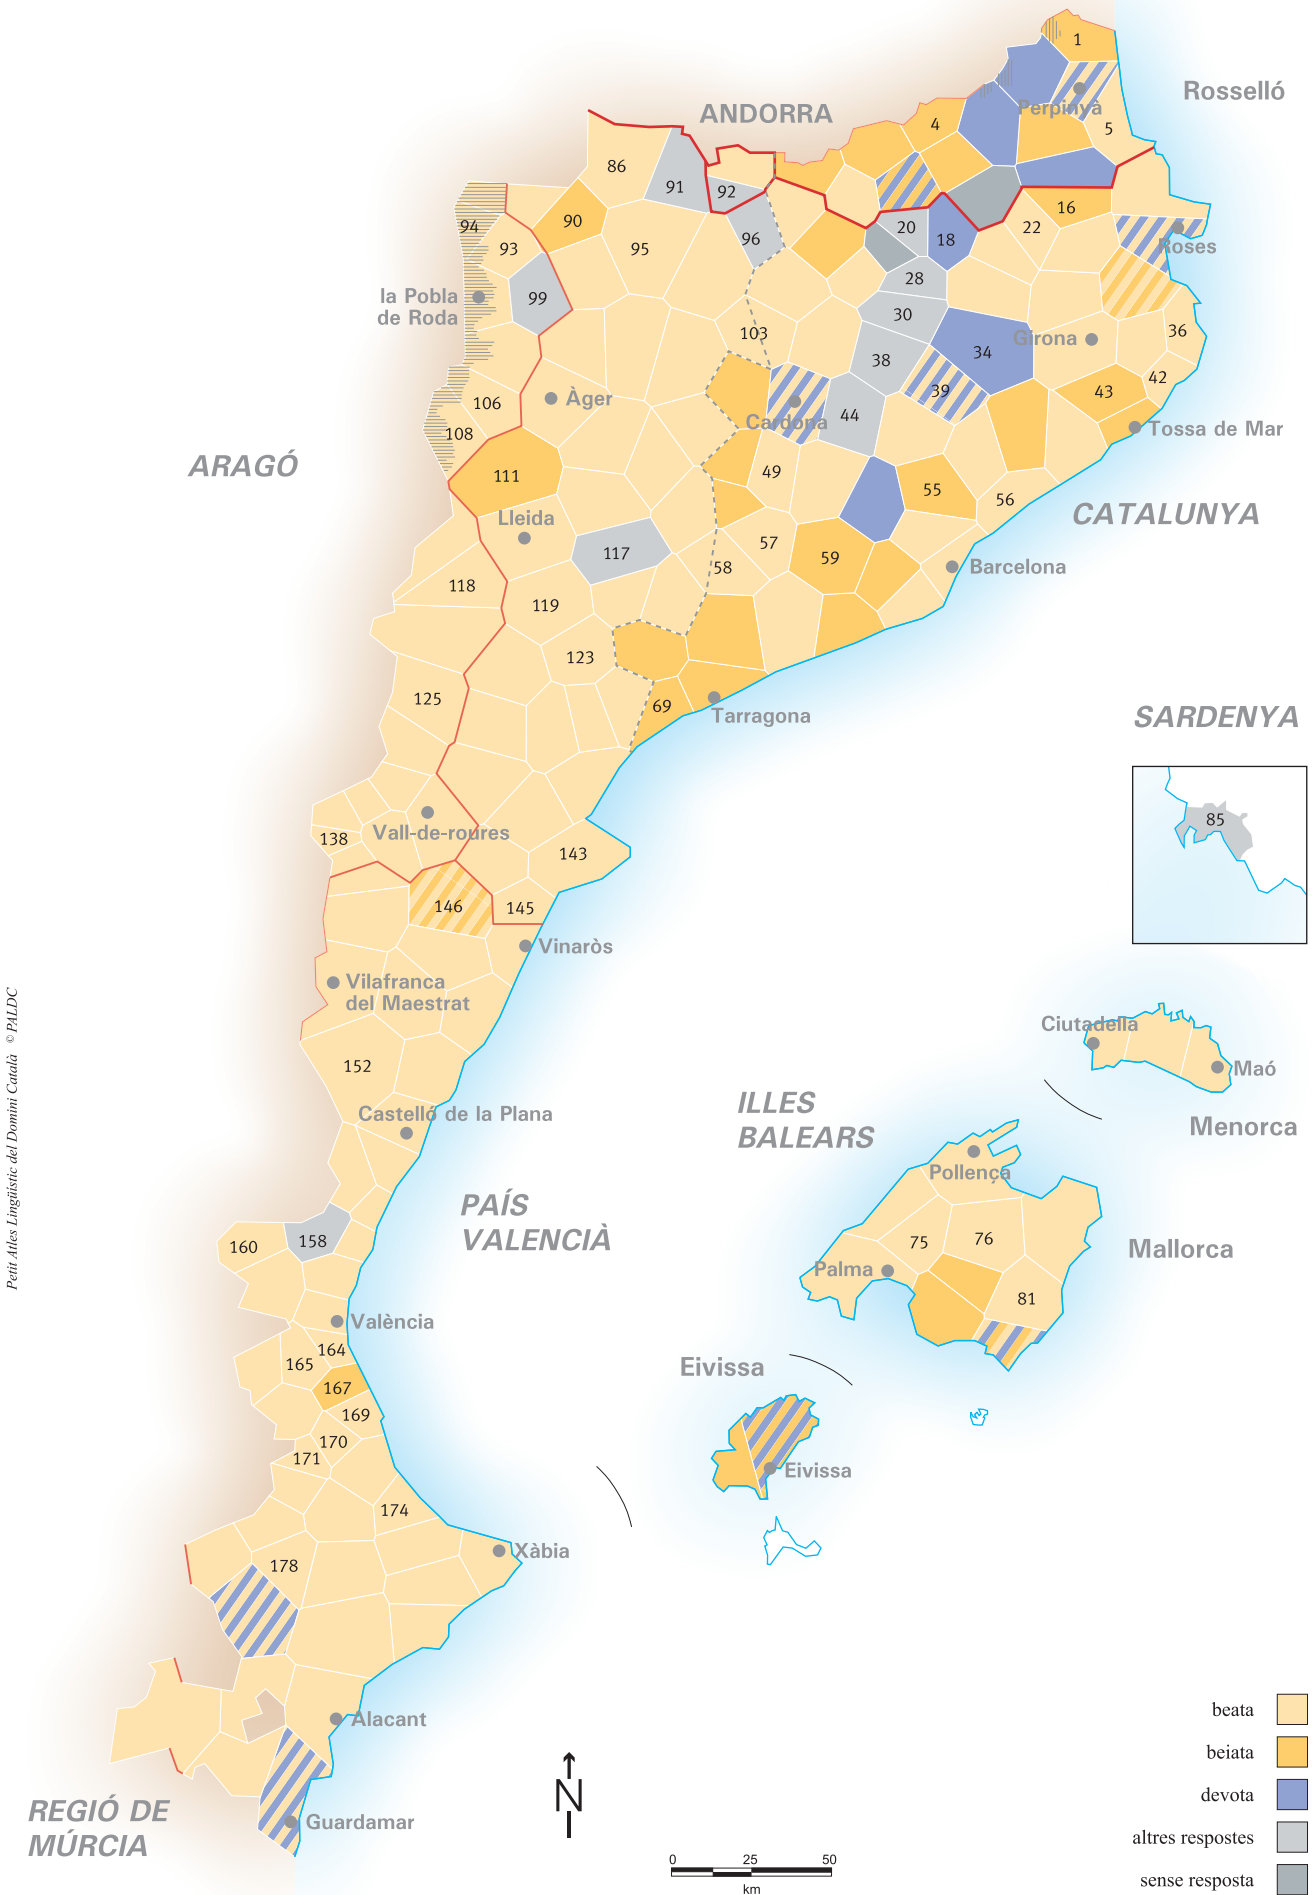 1
Rosselló
ANDORRA
Perpinyà
4
5
86
91
92
16
90
94
93
95
96
20
18
22
Roses
28
99
la Pobla
de Roda
30
103
34
Girona
36
38
39
42
43
106
Àger
Cardona
44
Tossa de Mar
108
ARAGÓ
111
49
55
56
CATALUNYA
Lleida
117
57
58
59
Barcelona
118
119
123
125
69
Tarragona
SARDENYA
85
138
Vall-de-roures
143
146
145
Vinaròs
Vilafranca
del Maestrat
152
Ciutadella
Maó
Menorca
ILLES
BALEARS
Castelló de la Plana
Pollença
PAÍS
VALENCIÀ
160
158
75
76
Mallorca
Palma
81
València
164
165
167
169
170
171
Eivissa
Eivissa
174
178
Xàbia
Alacant
REGIÓ DE
MÚRCIA
Guardamar
N
0 25 50
km
beata
beiata
devota
altres respostes
sense resposta
Petit Atles Lingüístic del Domini Català © PALDC